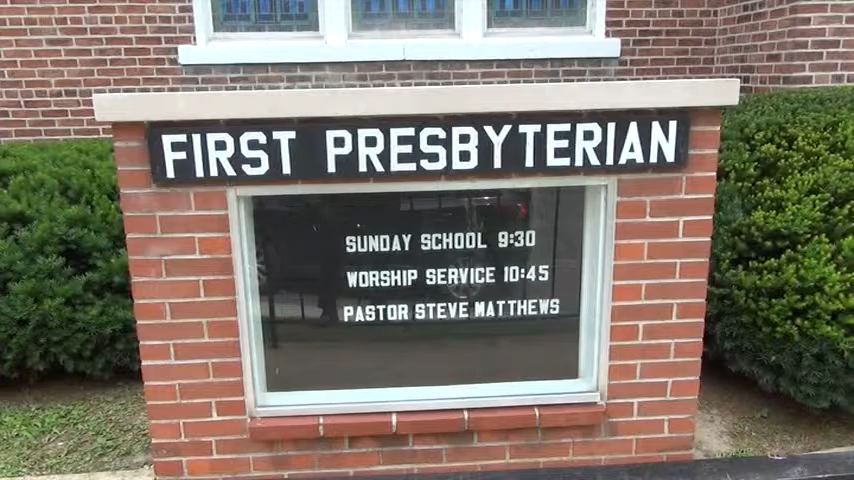 FIRST PRESBYTERIAN
SUNDAY SCHOOL 9:30
WORSHIP SERVICE 10:45
PASTOR STEVE MATTHEWS